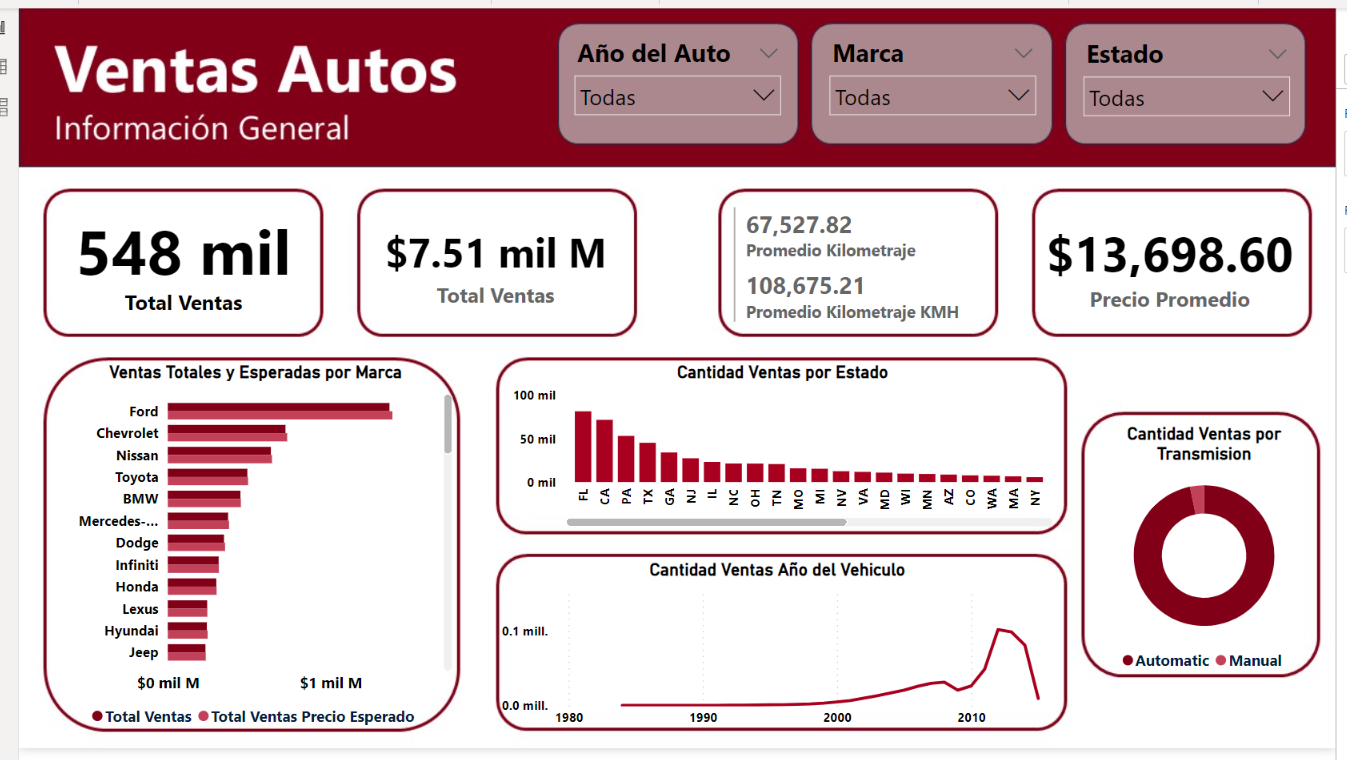 Ventas Autos
Información General
Año del Auto
Todas
Marca
Todas
Estado
Todas
548 mil
Total Ventas
$7.51 mil M
Total Ventas
67,527.82
Promedio Kilometraje
108,675.21
Promedio Kilometraje KMH
$13,698.60
Precio Promedio
Ventas Totales y Esperadas por Marca
Ford
Chevrolet
Nissan
Toyota
BMW
Mercedes-...
Dodge
Infiniti
Honda
Lexus
Hyundai
Jeep
$0 mil M $1 mil M
Total Ventas Total Ventas Precio Esperado
Cantidad Ventas por Estado
100 mil
50 mil
0 mil
FL CA PA TX GA NJ IL NC OH TN MO MI NV VA MD WI MN AZ CO WA MA NY
Cantidad Ventas Año del Vehiculo
0.1 mill.
0.0 mill.
1980 1990 2000 2010
Cantidad Ventas por
Transmision
Automatic Manual